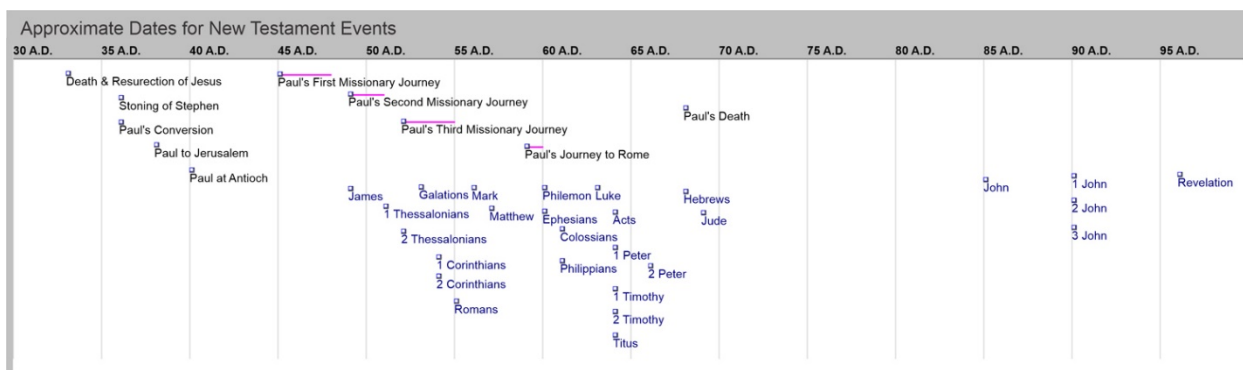 Approximate Dates for New Testament Events
30 A.D. 35 A.D. 40 A.D. 45 A.D. 50 A.D. 55 A.D. 60 A.D. 65 A.D. 70 A.D. 75 A.D. 80 A.D. 85 A.D. 90 A.D. 95 A.D.
Death & Resurection of Jesus Paul's First Missionary Journey
Stoning of Stephen Paul's Second Missionary Journey
Paul's Death
Paul's Conversion Paul's Third Missionary Journey
Paul to Jerusalem Paul's Journey to Rome
Paul at Antioch
James Galations Mark Philemon Luke Hebrews John 1 John Revelation
1 Thessalonians Matthew Ephesians Acts Jude 2 John
2 Thessalonians Colossians 3 John
1 Peter
1 Corinthians Philippians 2 Peter
2 Corinthians
1 Timothy
Romans
2 Timothy
Titus